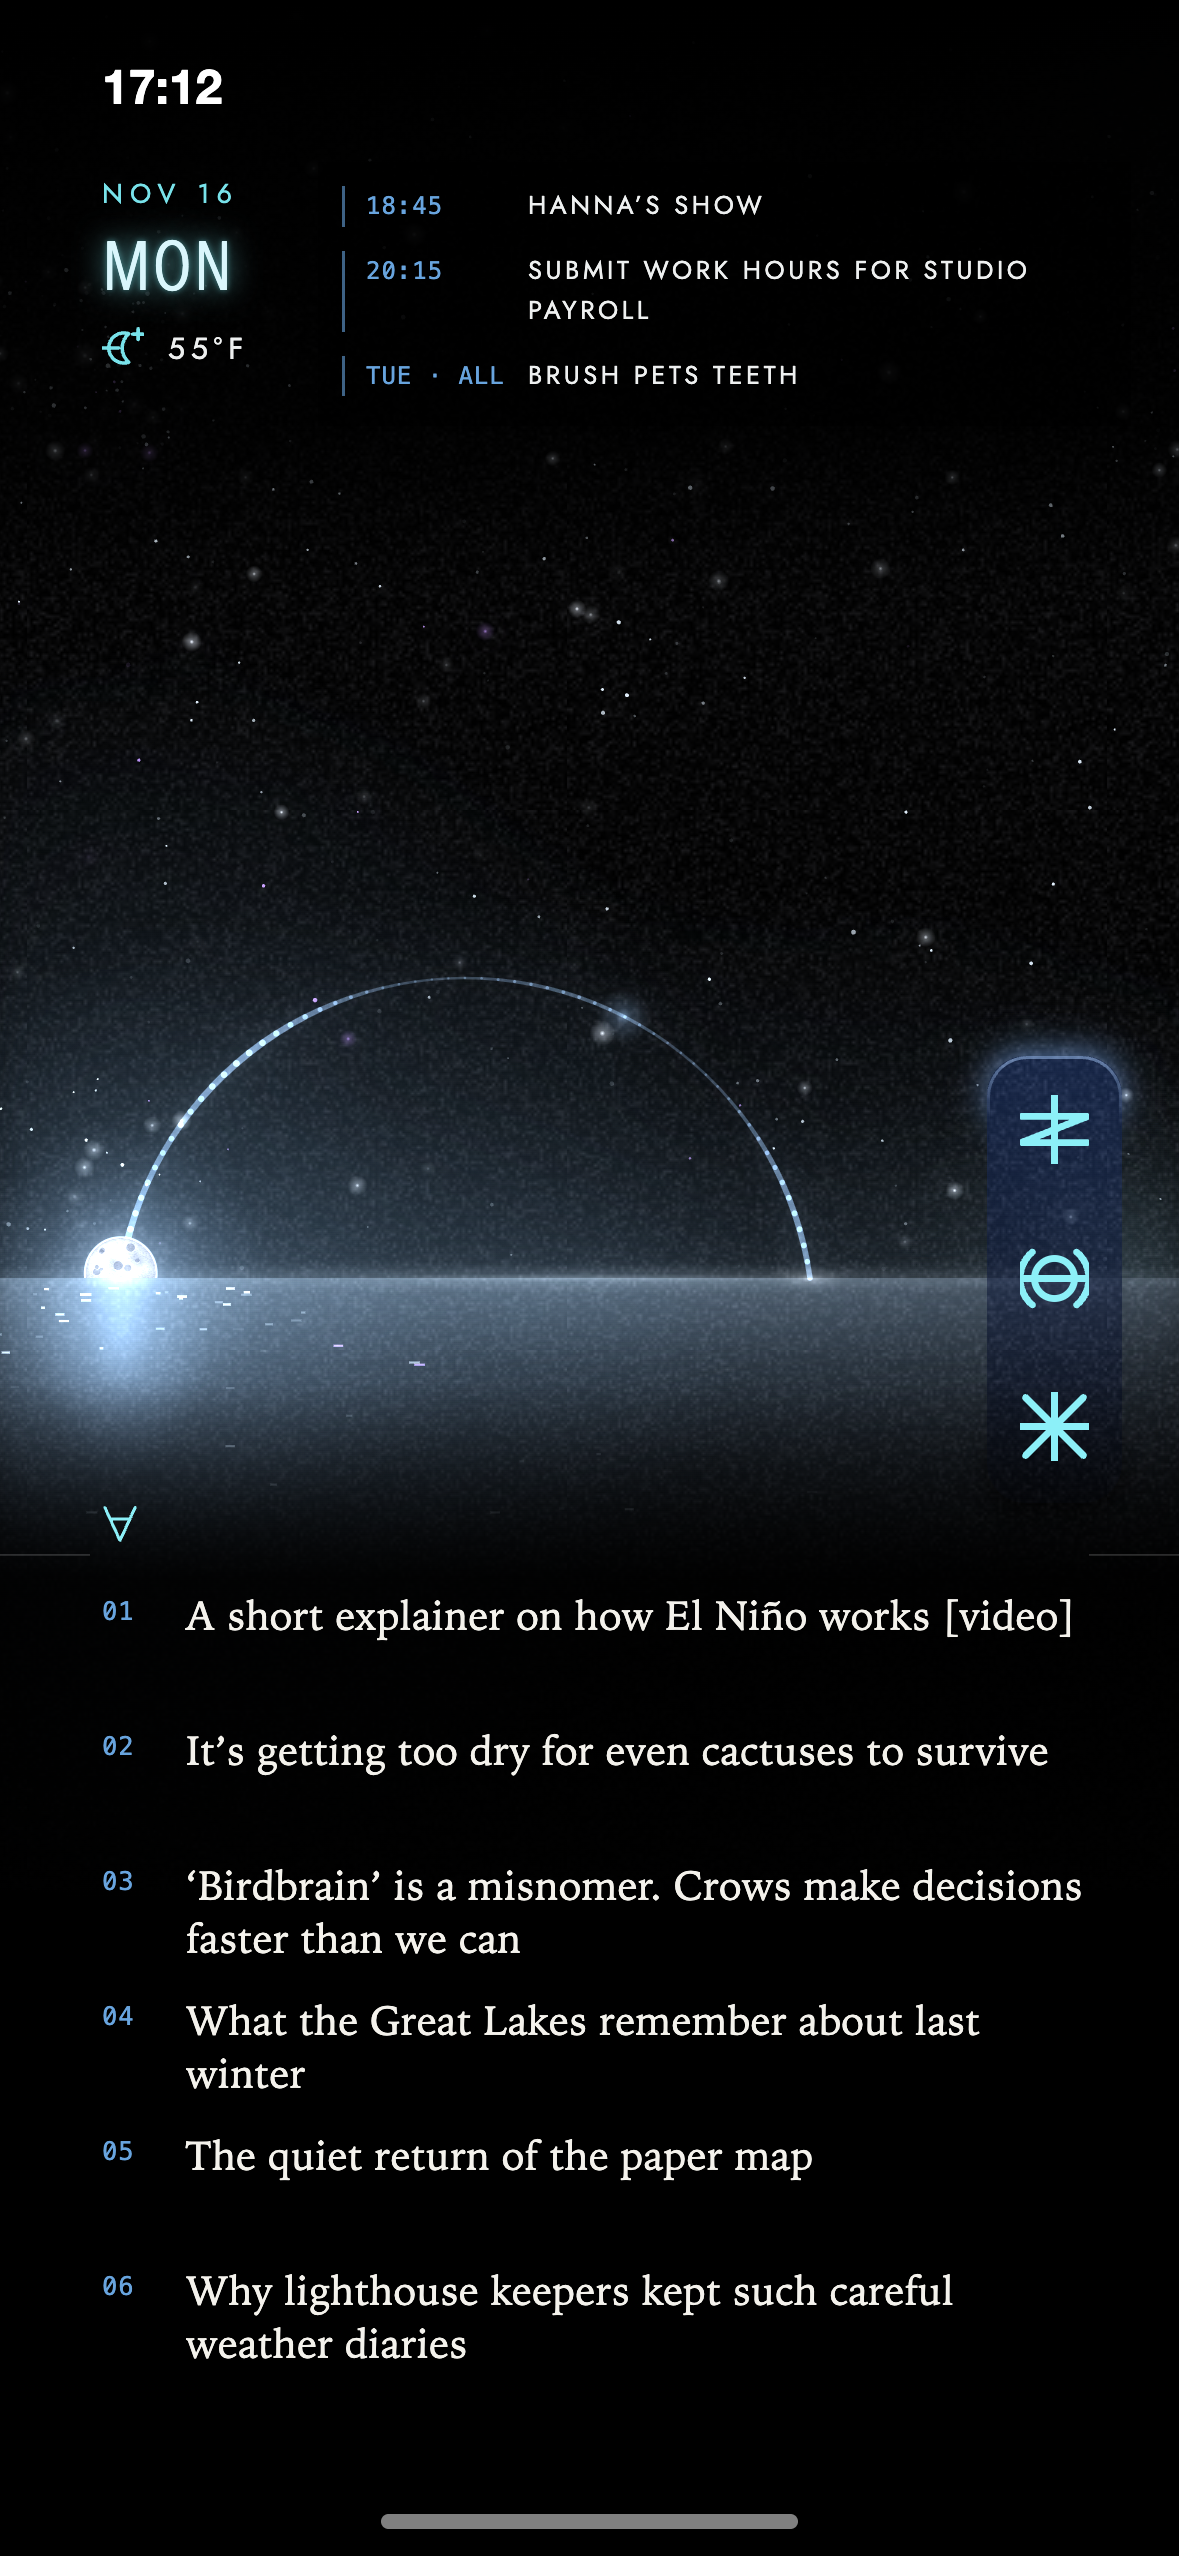 17:12
NOV 16
MON
55°F
18:45 HANNA’S SHOW
20:15 SUBMIT WORK HOURS FOR STUDIO
PAYROLL
TUE · ALL BRUSH PETS TEETH
01 A short explainer on how El Niño works [video]
02 It’s getting too dry for even cactuses to survive
03 ‘Birdbrain’ is a misnomer. Crows make decisions
faster than we can
04 What the Great Lakes remember about last
winter
05 The quiet return of the paper map
06 Why lighthouse keepers kept such careful
weather diaries